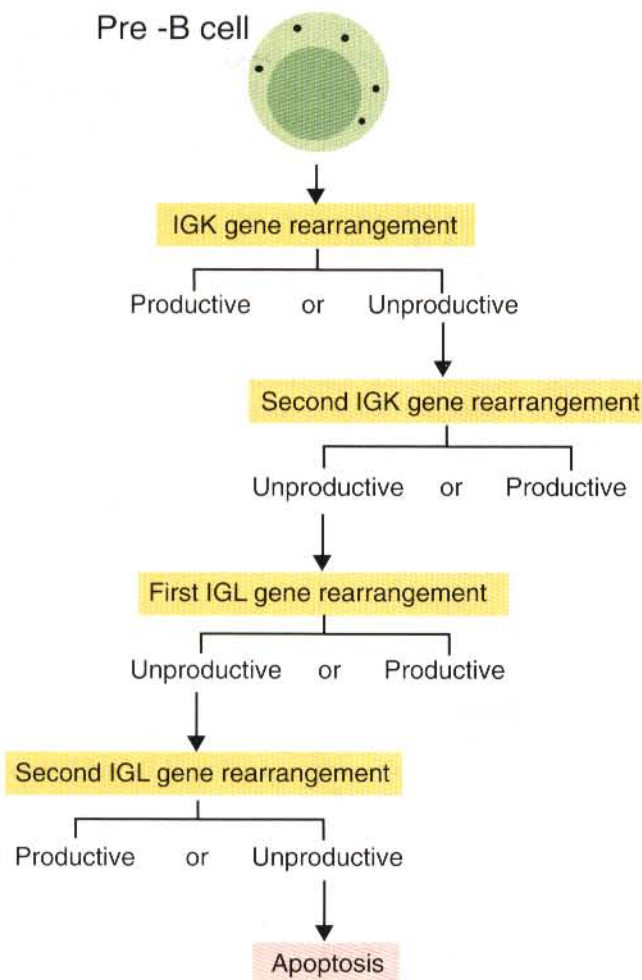 Pre -B cell
IGK gene rearrangement
Productive or Unproductive
Second IGK gene rearrangement
Unproductive or Productive
First IGL gene rearrangement
Unproductive or Productive
Second IGL gene rearrangement
Productive or Unproductive
Apoptosis